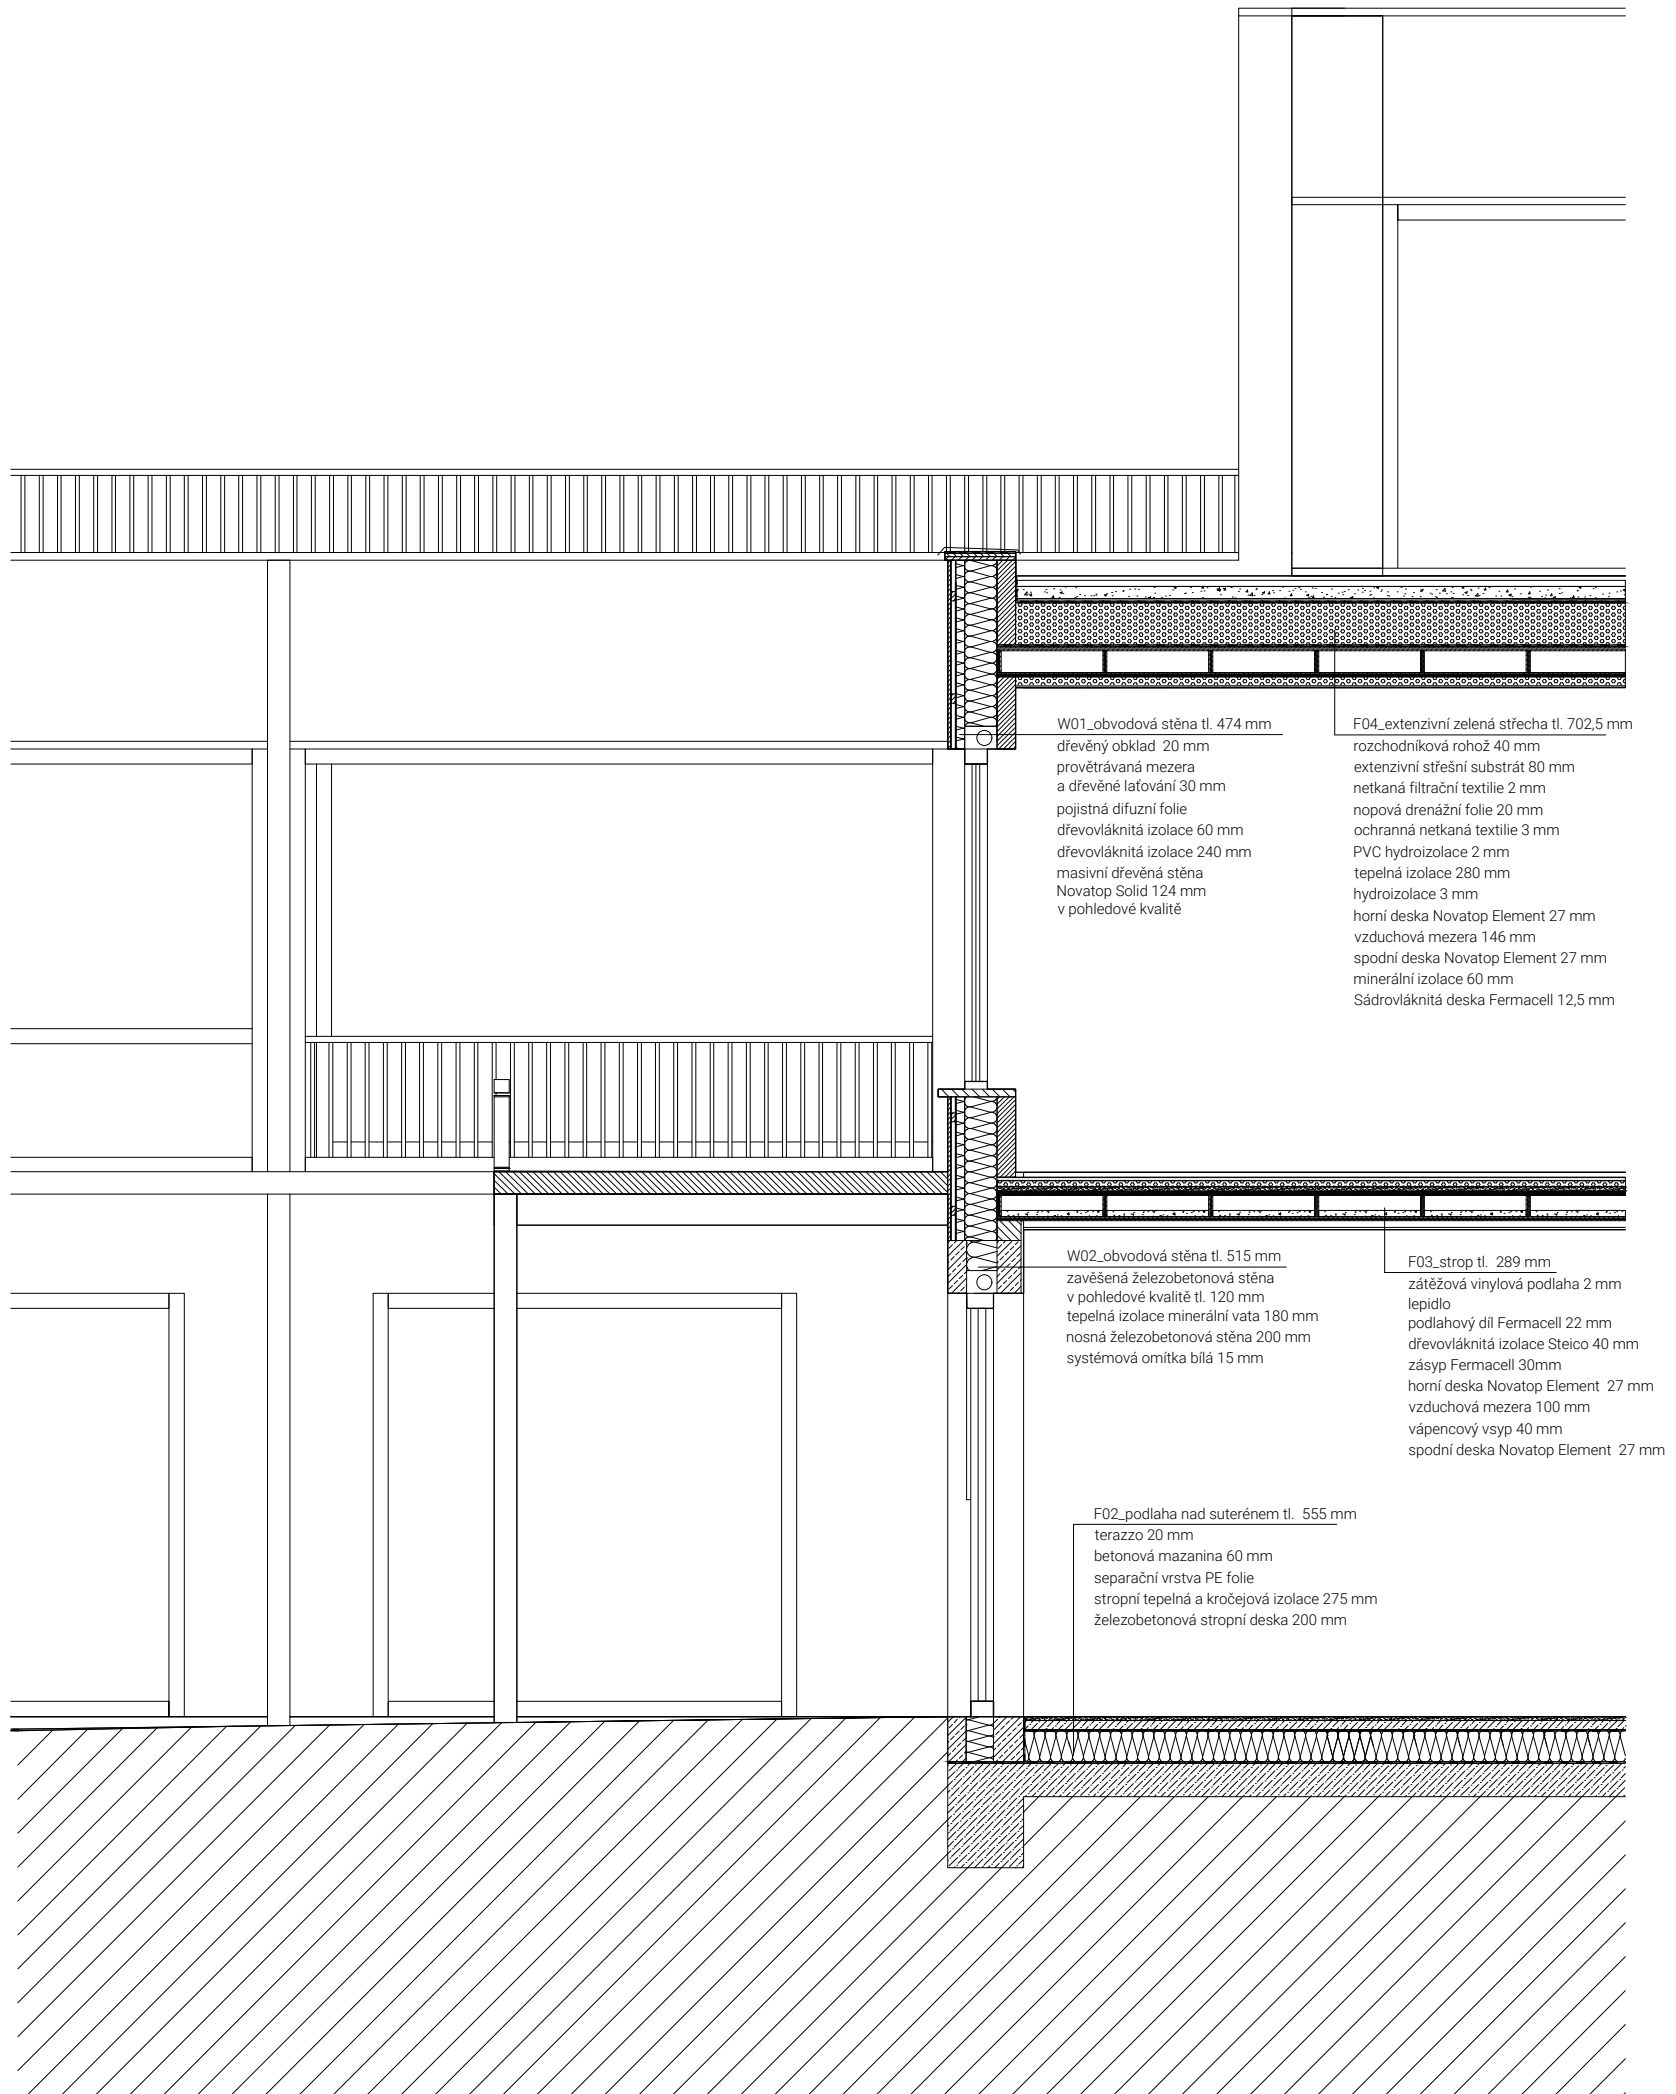 W01_obvodová stěna tl. 474 mm
dřevěný obklad  20 mm
provětrávaná mezera
a dřevěné laťování 30 mm
pojistná difuzní folie
dřevovláknitá izolace 60 mm
dřevovláknitá izolace 240 mm
masivní dřevěná stěna
Novatop Solid 124 mm
v pohledové kvalitě
F04_extenzivní zelená střecha tl. 702,5 mm
rozchodníková rohož 40 mm
extenzivní střešní substrát 80 mm
netkaná filtrační textilie 2 mm
nopová drenážní folie 20 mm
ochranná netkaná textilie 3 mm
PVC hydroizolace 2 mm
tepelná izolace 280 mm
hydroizolace 3 mm
horní deska Novatop Element 27 mm
vzduchová mezera 146 mm
spodní deska Novatop Element 27 mm
minerální izolace 60 mm
Sádrovláknitá deska Fermacell 12,5 mm
W02_obvodová stěna tl. 515 mm
zavěšená železobetonová stěna
v pohledové kvalitě tl. 120 mm
tepelná izolace minerální vata 180 mm
nosná železobetonová stěna 200 mm
systémová omítka bílá 15 mm
F03_strop tl.  289 mm
zátěžová vinylová podlaha 2 mm
lepidlo
podlahový díl Fermacell 22 mm
dřevovláknitá izolace Steico 40 mm
zásyp Fermacell 30mm
horní deska Novatop Element  27 mm
vzduchová mezera 100 mm
vápencový vsyp 40 mm
spodní deska Novatop Element  27 mm
F02_podlaha nad suterénem tl.  555 mm
terazzo 20 mm
betonová mazanina 60 mm
separační vrstva PE folie
stropní tepelná a kročejová izolace 275 mm
železobetonová stropní deska 200 mm